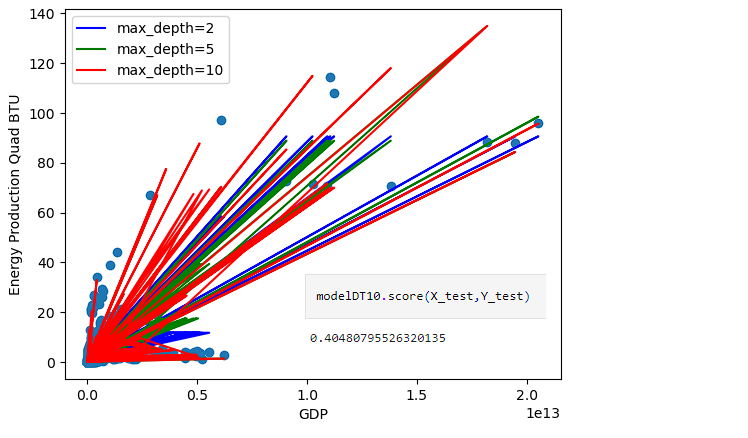 140
120
100
80
60
40
20
0
Energy Production Quad BTU
max_depth=2
max_depth=5
max_depth=10
modelDT10.score(X_test,Y_test)
0.40480795526320135
0.0
0.5
1.0
1.5
2.0
1e13
GDP